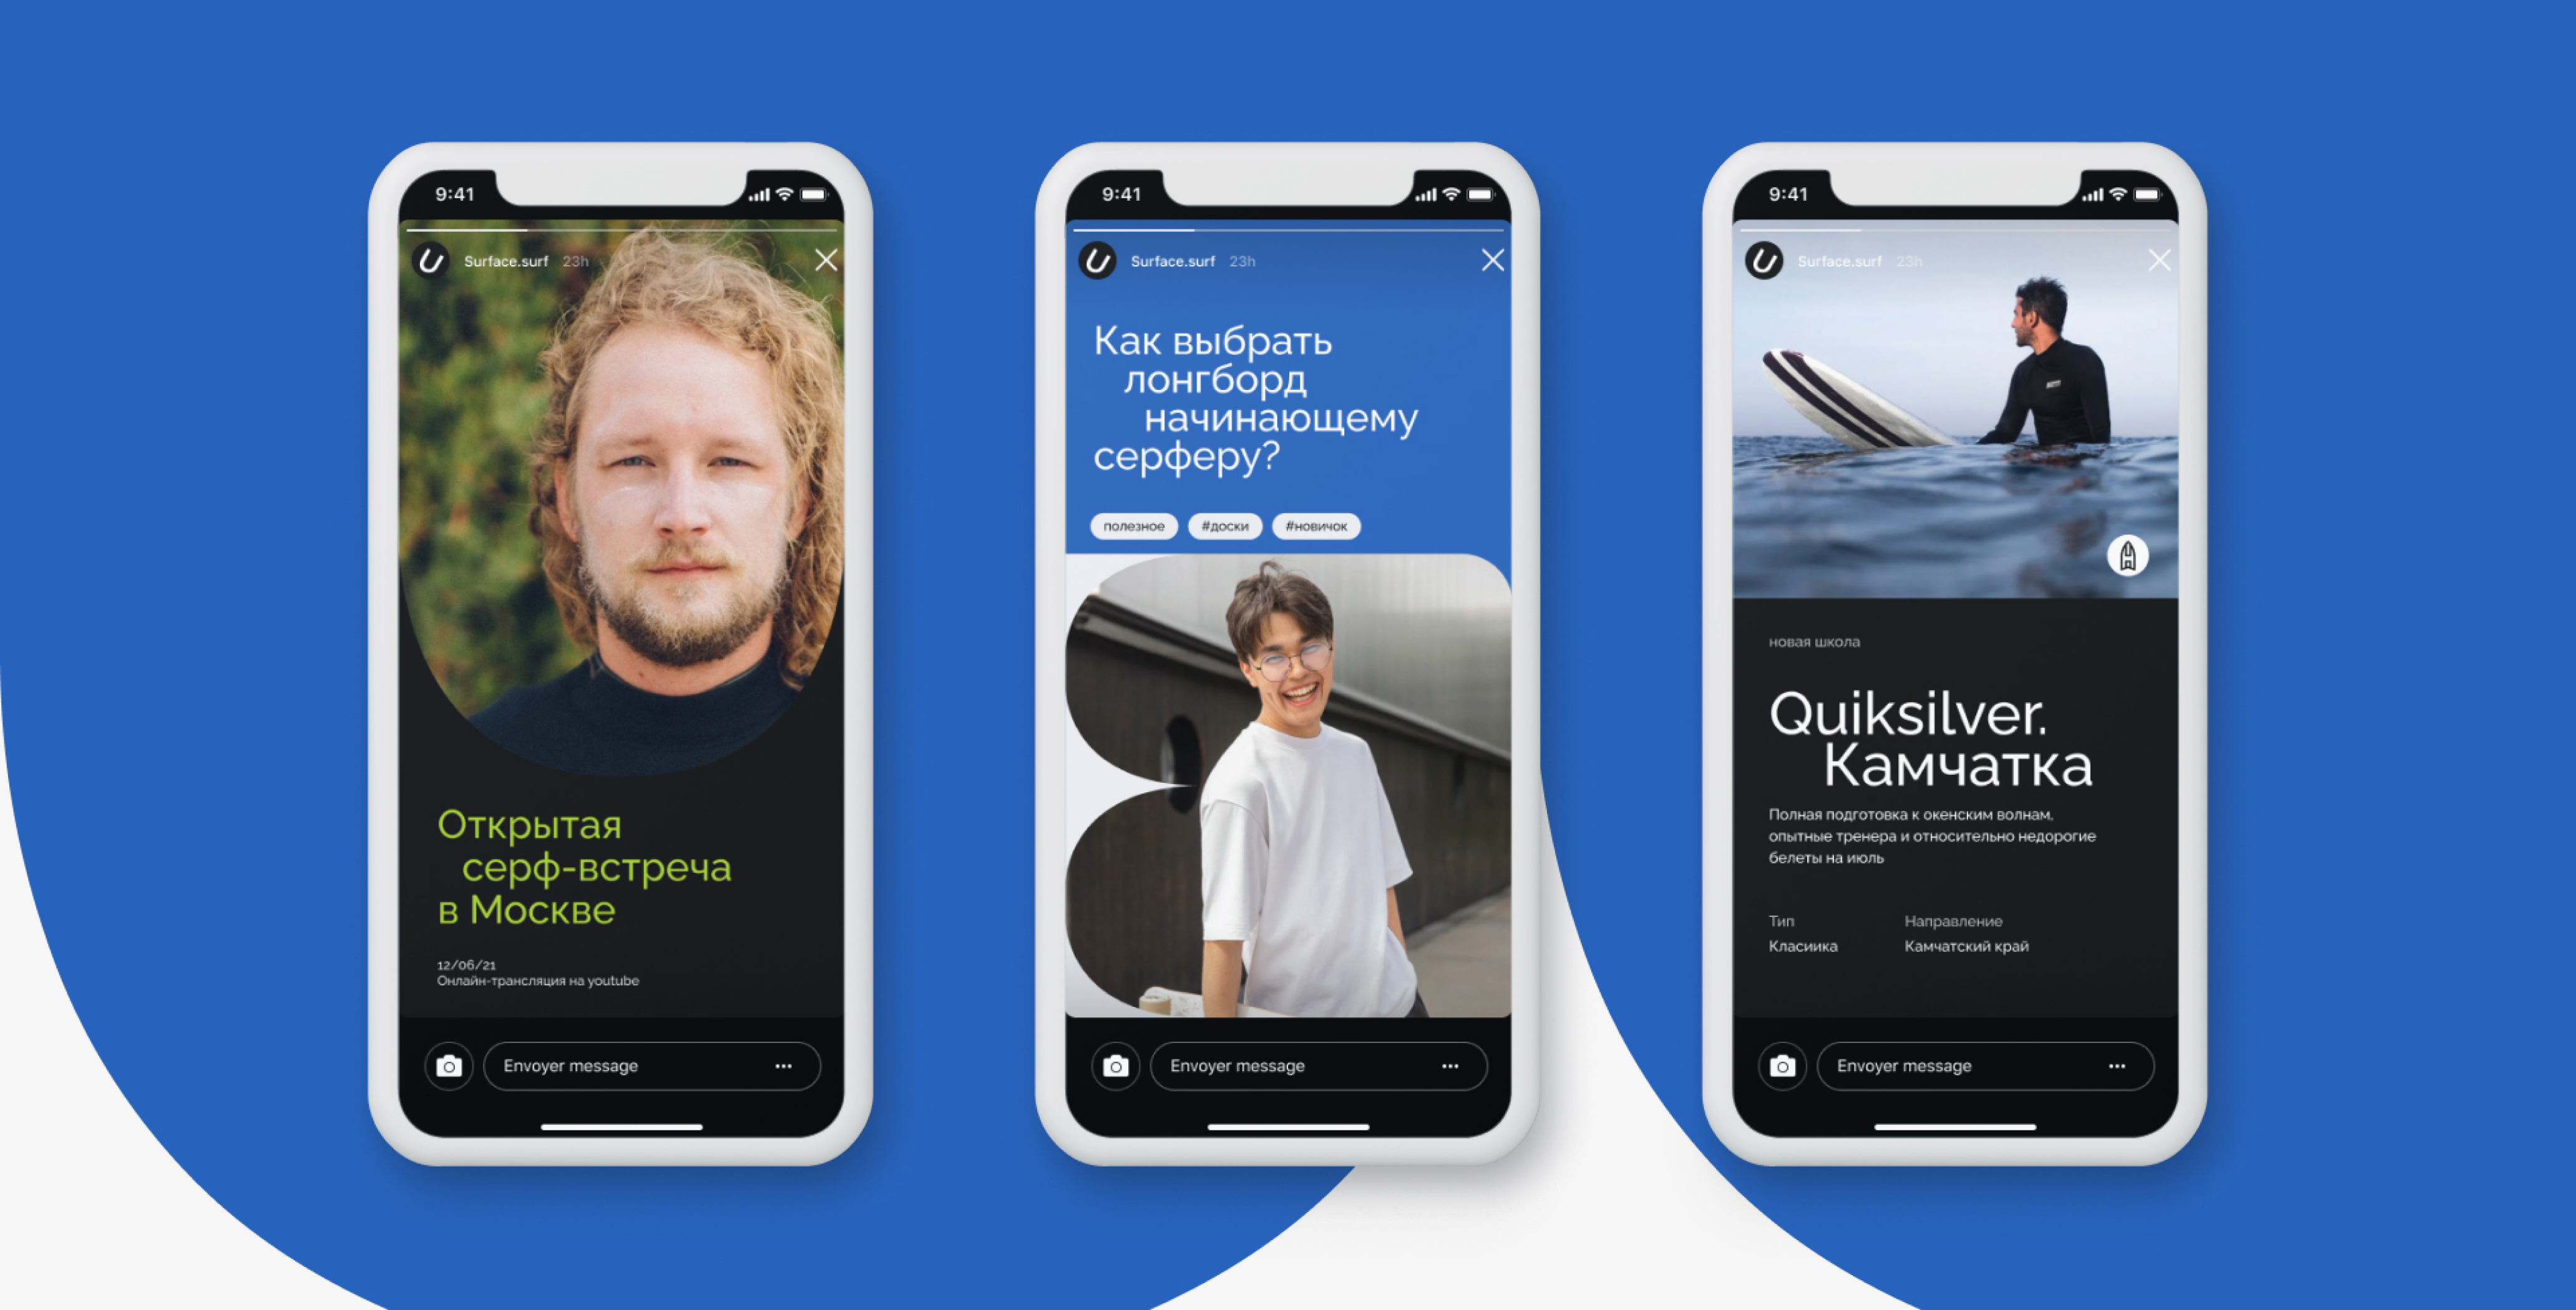 9:41
Surface.surf 23h
Открытая
серф-встреча
в Москве
12/06/21
Онлайн-трансляция на youtube
Envoyer message
9:41
Surface.surf 23h
Как выбрать
лонгборд
начинающему
серферу?
полезное #доски #новичок
Envoyer message
9:41
Surface.surf 23h
новая школа
Quiksilver.
Камчатка
Полная подготовка к окенским волнам,
опытные тренера и относительно недорогие
белеты на июль
Тип Направление
Класиика Камчатский край
Envoyer message